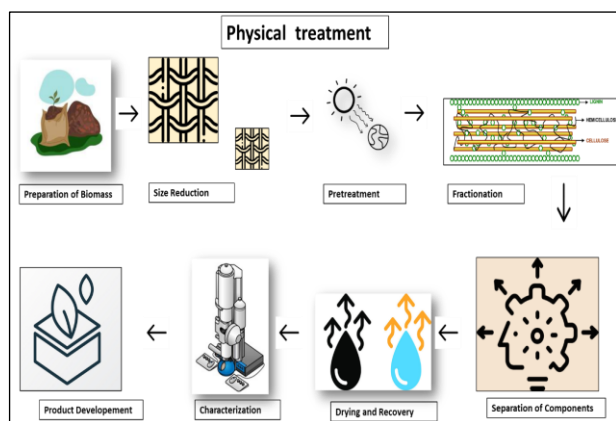 Physical treatment
Preparation of Biomass
Size Reduction
Pretreatment
Fractionation
LIGNIN
HEMICELLULOSE
CELLULOSE
Product Developement
Characterization
Drying and Recovery
Separation of Components